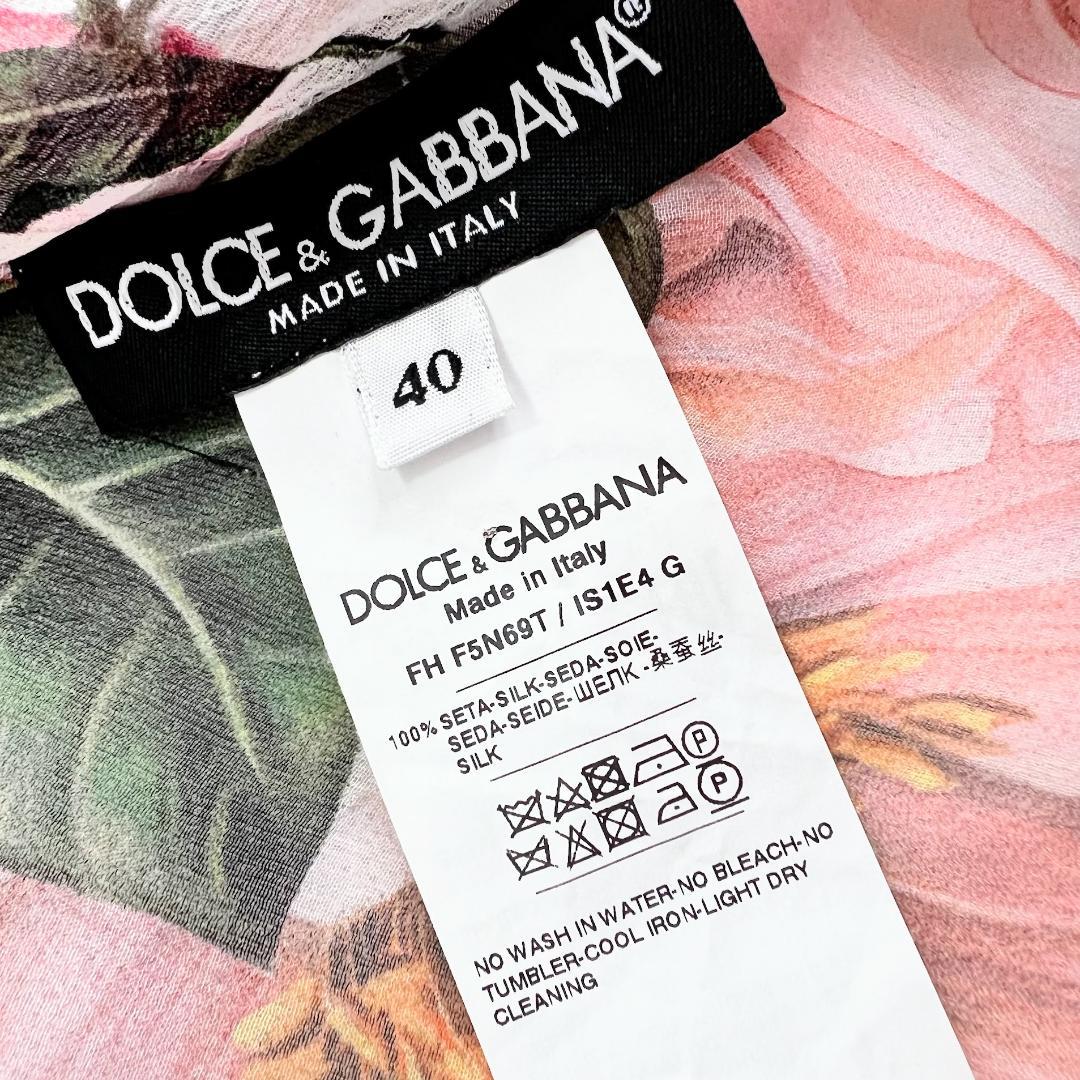 DOLCE & GABBANA®
MADE IN ITALY
40
DOLCE & GABBANA
Made in Italy
FH F5N69T / IS1E4 G
100% SETA-SILK-SEDA-SOIE-
SEDA-SEIDE-ШЕЛК-桑蚕丝-
SILK
P
P
NO WASH IN WATER-NO BLEACH-NO
TUMBLER-COOL IRON-LIGHT DRY
CLEANING